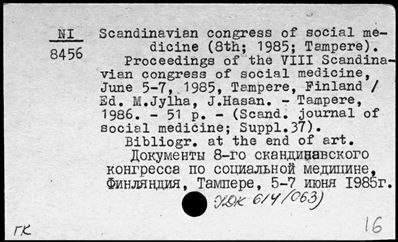 NI Scandinavian congress of social me-
8456 dicine (8th; 1985; Tampere).
Proceedings of the VIII Scandina-
vian congress of social medicine,
June 5-7, 1985, Tampere, Finland /
Ed. M.Jylha, J.Hasan. - Tampere,
1986. - 51 p. - (Scand. journal of
social medicine; Suppl.37).
Bibliogr. at the end of art.
Документы 8-го скандинавского
конгресса по социальной медицине,
Финляндия, Тампере, 5-7 июня 1985г.
614(063)
ГК 16